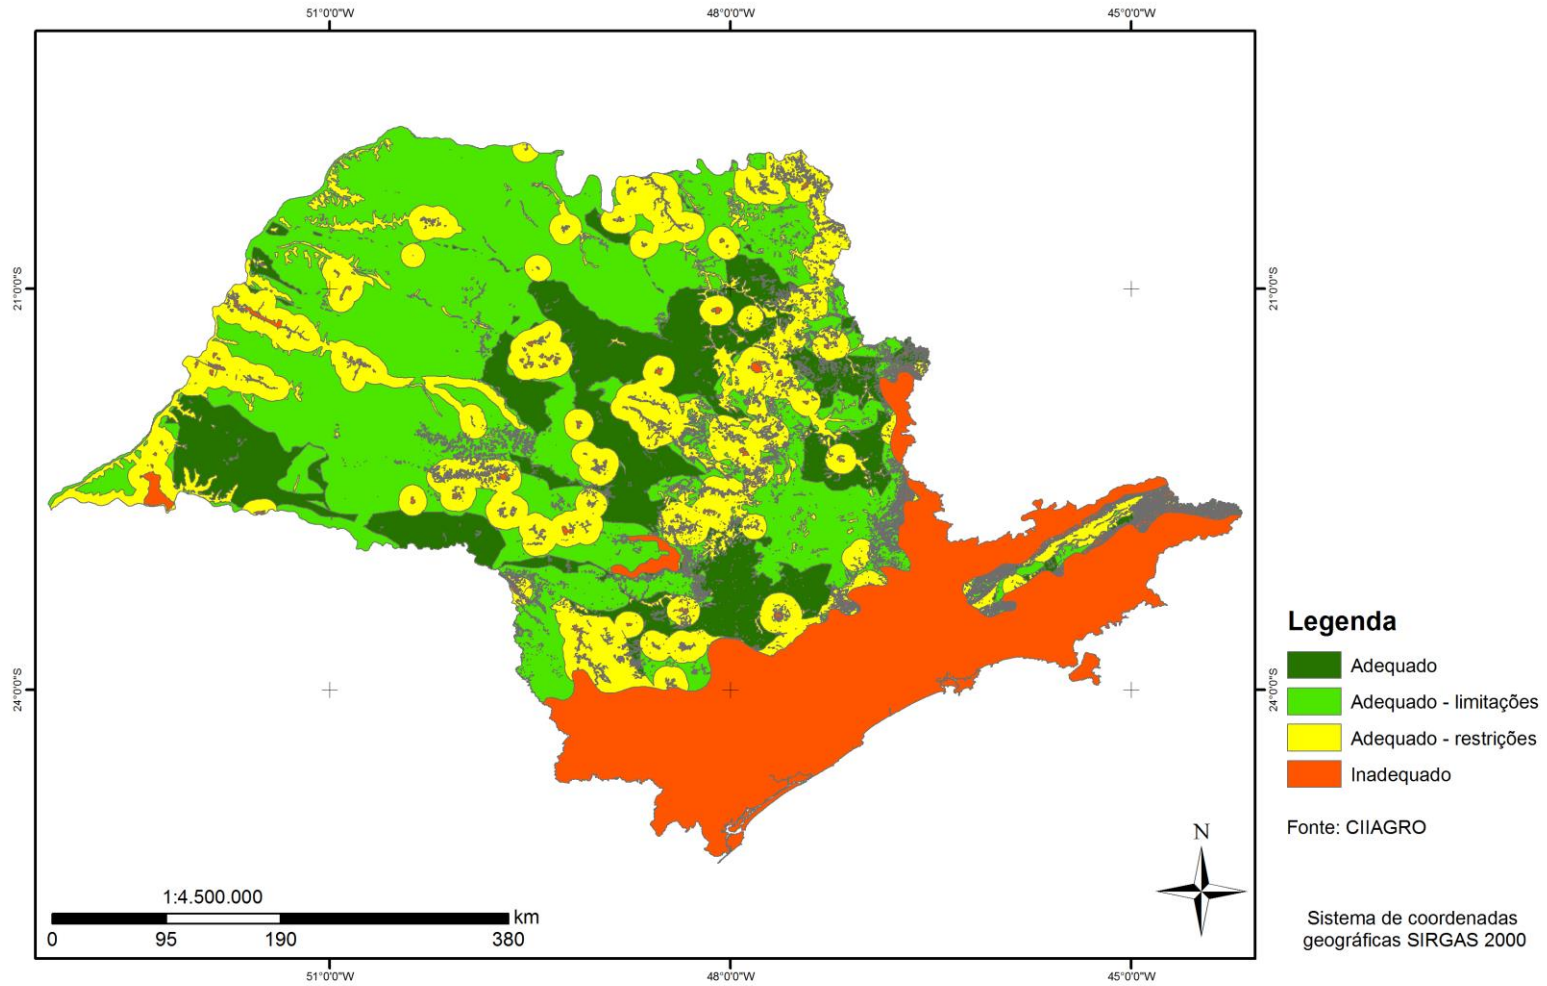 51°0'0"W 48°0'0"W 45°0'0"W
21°0'0"S 21°0'0"S
24°0'0"S 24°0'0"S
Legenda
Adequado
Adequado - limitações
Adequado - restrições
Inadequado
Fonte: CIIAGRO
N
1:4.500.000
km
0 95 190 380
Sistema de coordenadas
geográficas SIRGAS 2000
51°0'0"W 48°0'0"W 45°0'0"W